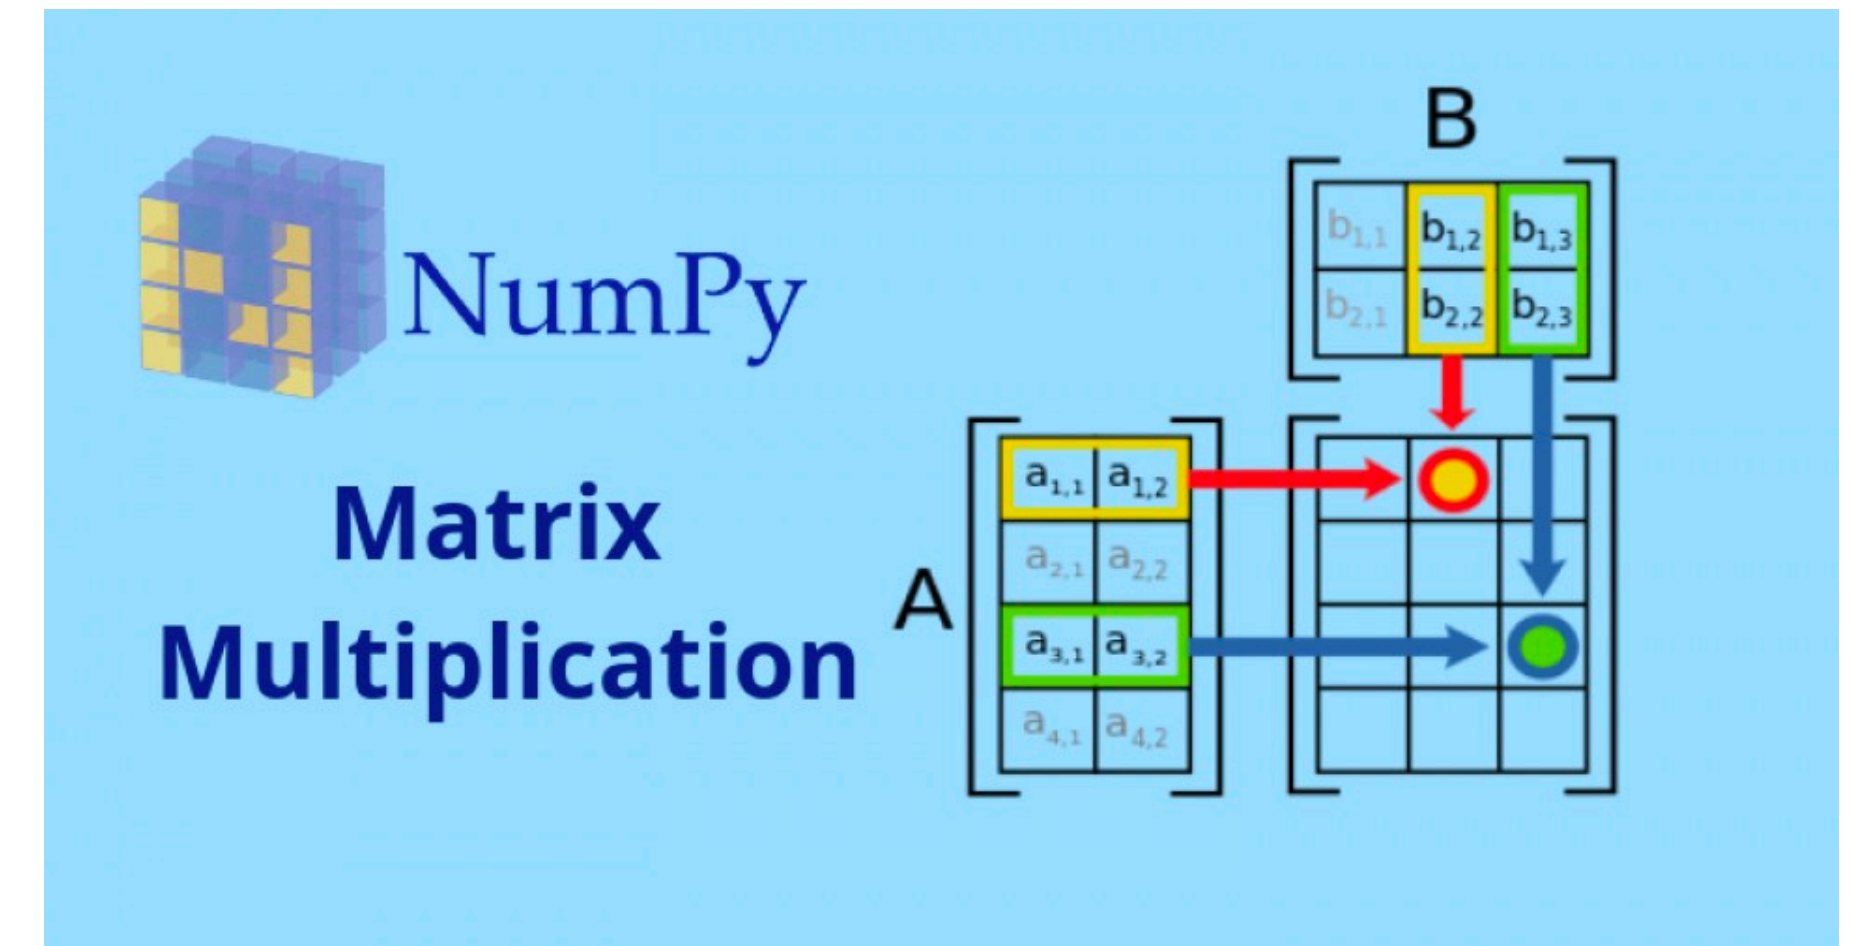 NumPy
Matrix
Multiplication
B
b1,1 b1,2 b1,3
b2,1 b2,2 b2,3
A
a1,1 a1,2
a2,1 a2,2
a3,1 a3,2
a4,1 a4,2